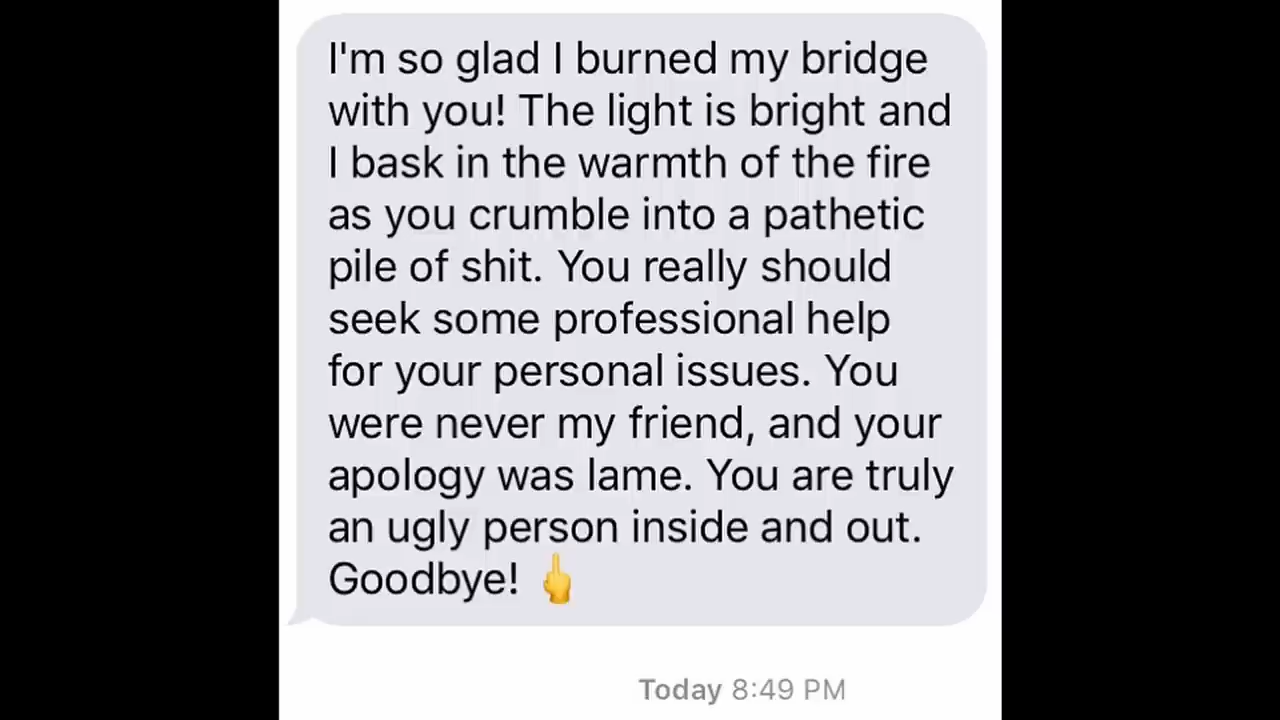 I'm so glad I burned my bridge
with you! The light is bright and
I bask in the warmth of the fire
as you crumble into a pathetic
pile of shit. You really should
seek some professional help
for your personal issues. You
were never my friend, and your
apology was lame. You are truly
an ugly person inside and out.
Goodbye! 🖕
Today 8:49 PM